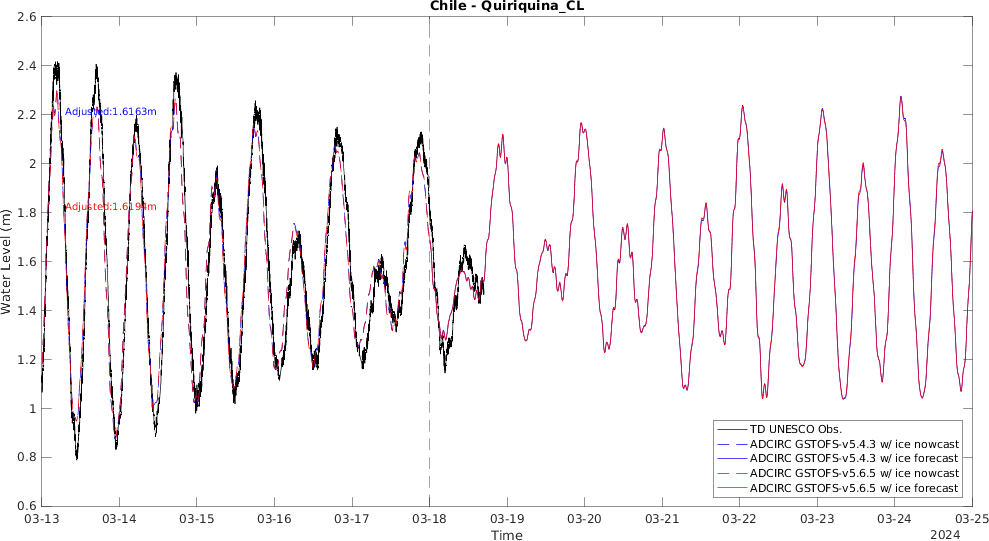 Chile - Quiriquina_CL
2.6
2.4
2.2
2
1.8
1.6
1.4
1.2
1
0.8
0.6
Water Level (m)
Adjusted:1.6163m
Adjusted:1.6194m
TD UNESCO Obs.
ADCIRC GSTOFS-v5.4.3 w/ ice nowcast
ADCIRC GSTOFS-v5.4.3 w/ ice forecast
ADCIRC GSTOFS-v5.6.5 w/ ice nowcast
ADCIRC GSTOFS-v5.6.5 w/ ice forecast
03-13 03-14 03-15 03-16 03-17 03-18 03-19 03-20 03-21 03-22 03-23 03-24 03-25
Time
2024